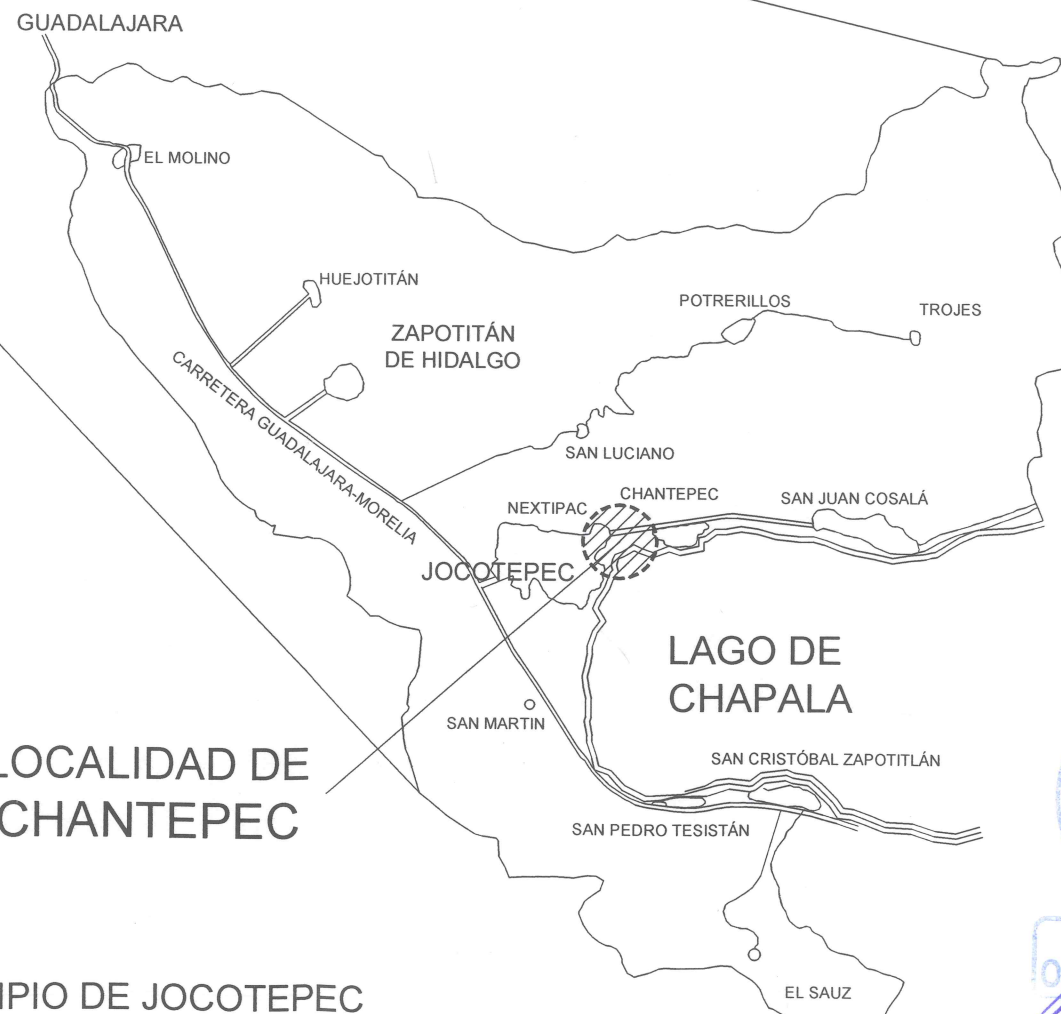 GUADALAJARA
EL MOLINO
HUEJOTITÁN
ZAPOTITÁN
DE HIDALGO
POTRERILLOS
TROJES
CARRETERA GUADALAJARA-MORELIA
SAN LUCIANO
NEXTIPAC
CHANTEPEC
SAN JUAN COSALÁ
JOCOTEPEC
LAGO DE
CHAPALA
SAN MARTIN
LOCALIDAD DE
CHANTEPEC
SAN CRISTÓBAL ZAPOTITLÁN
SAN PEDRO TESISTÁN
EL SAUZ
IPIO DE JOCOTEPEC